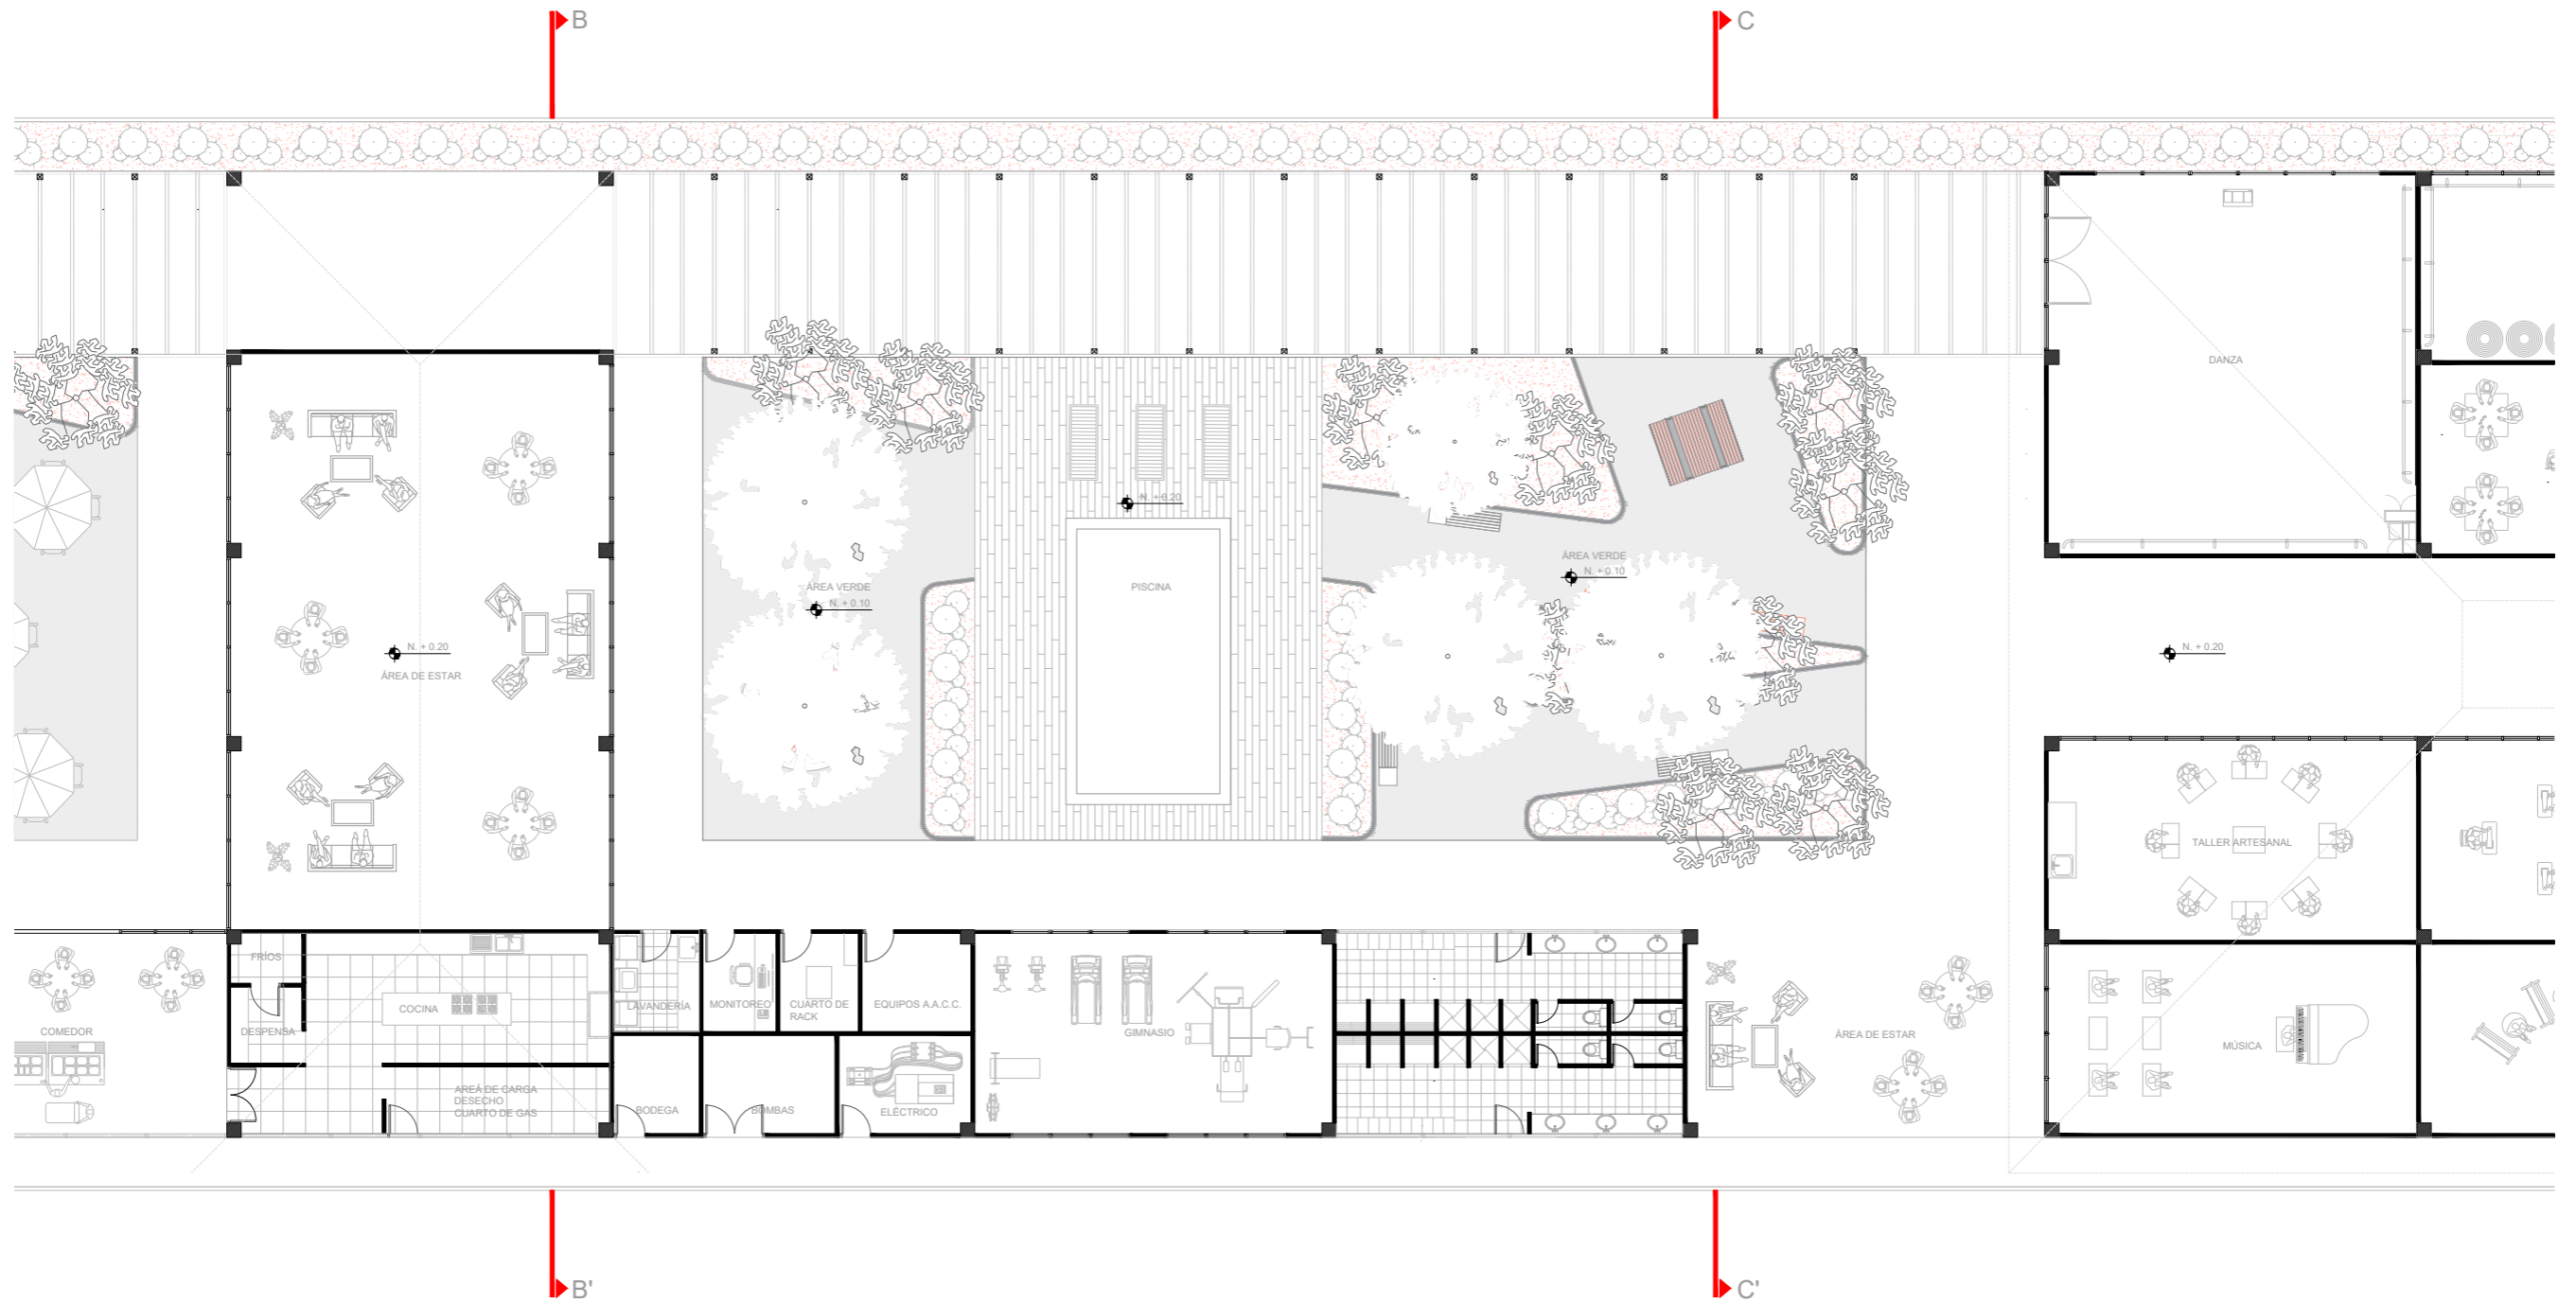 B
C
DANZA
N. + 0.20
ÁREA VERDE
N. + 0.10
PISCINA
ÁREA VERDE
N. + 0.10
N. + 0.20
ÁREA DE ESTAR
N. + 0.20
TALLER ARTESANAL
FRÍOS
COCINA
DESPENSA
COMEDOR
LAVANDERÍA
MONITOREO
CUARTO DE
RACK
EQUIPOS A.A.C.C.
GIMNASIO
ÁREA DE ESTAR
MÚSICA
AREÁ DE CARGA
DESECHO
CUARTO DE GAS
BODEGA
BOMBAS
ELÉCTRICO
B'
C'